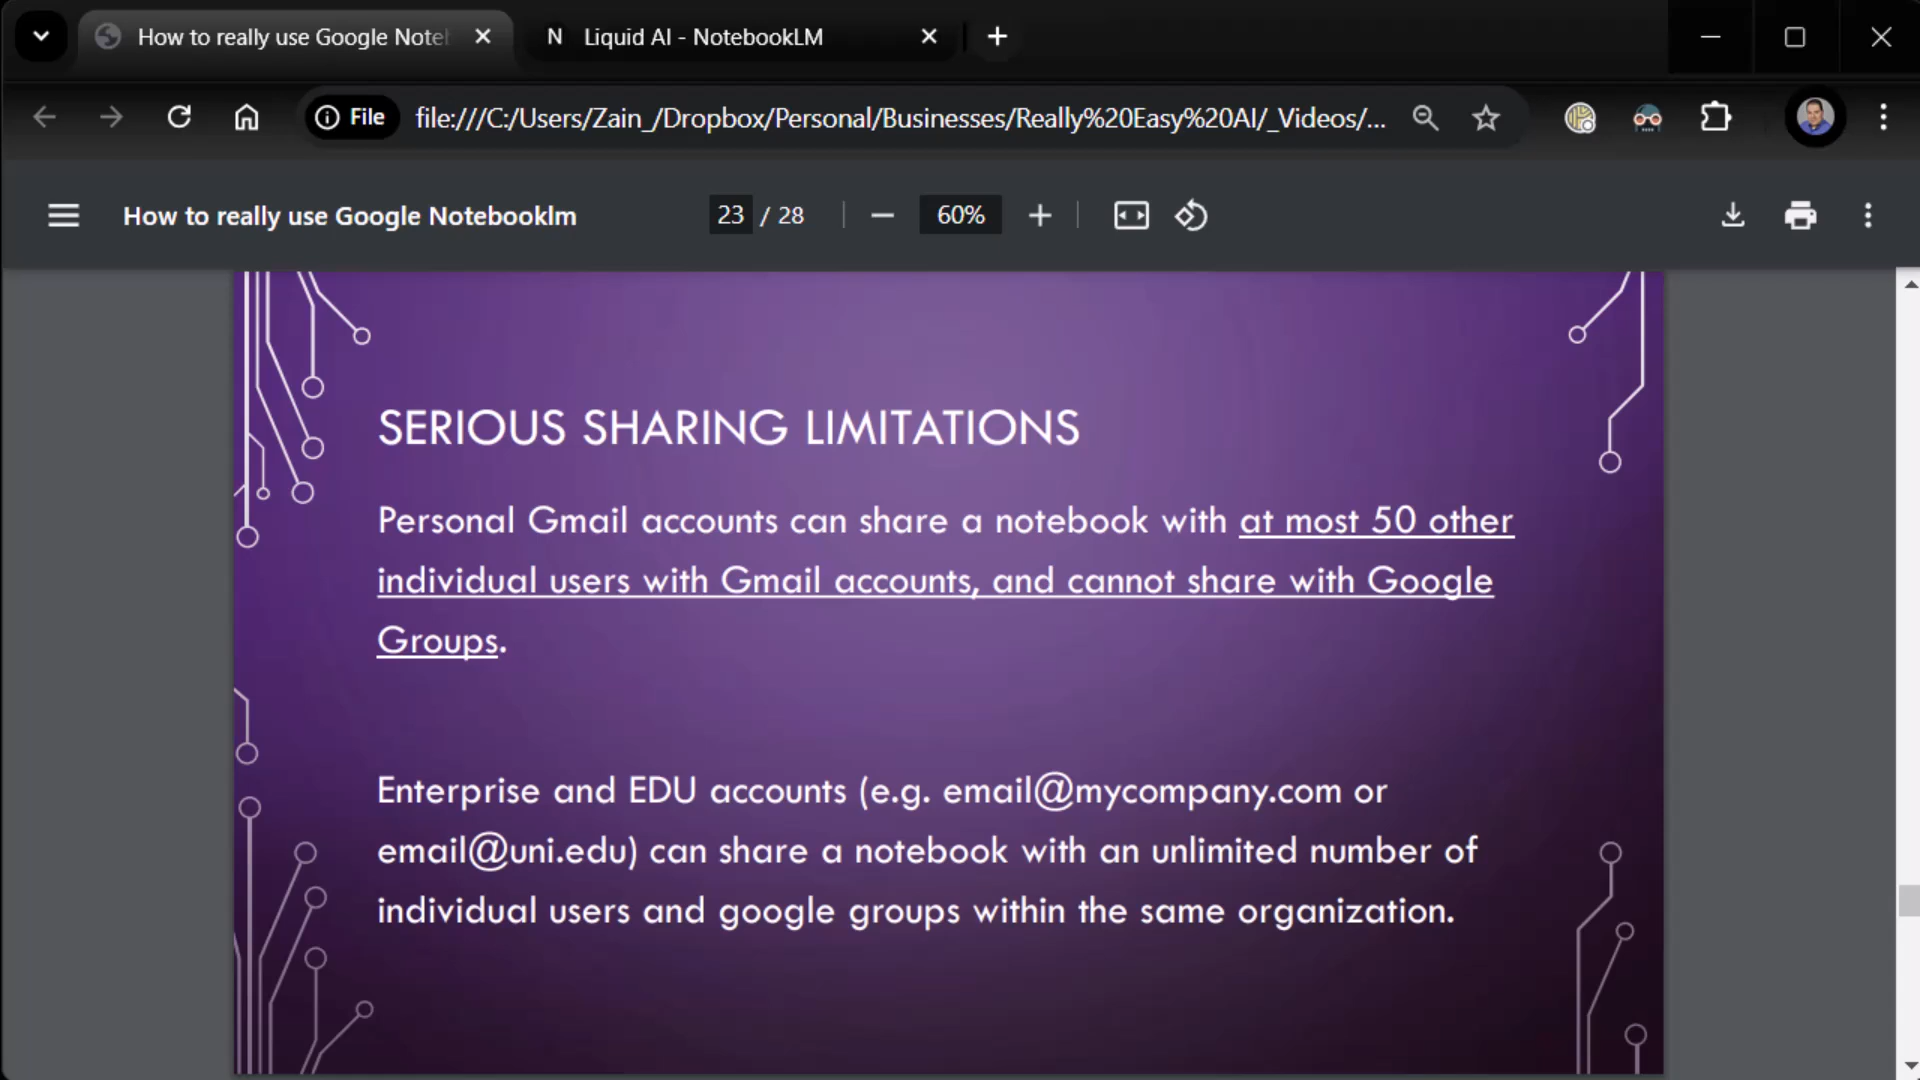 How to really use Google Note
N Liquid AI - NotebookLM
File file:///C:/Users/Zain_/Dropbox/Personal/Businesses/Really%20Easy%20AI/_Videos/...
How to really use Google Notebooklm 23 / 28 60%
SERIOUS SHARING LIMITATIONS
Personal Gmail accounts can share a notebook with at most 50 other
individual users with Gmail accounts, and cannot share with Google
Groups.
Enterprise and EDU accounts (e.g. email@mycompany.com or
email@uni.edu) can share a notebook with an unlimited number of
individual users and google groups within the same organization.